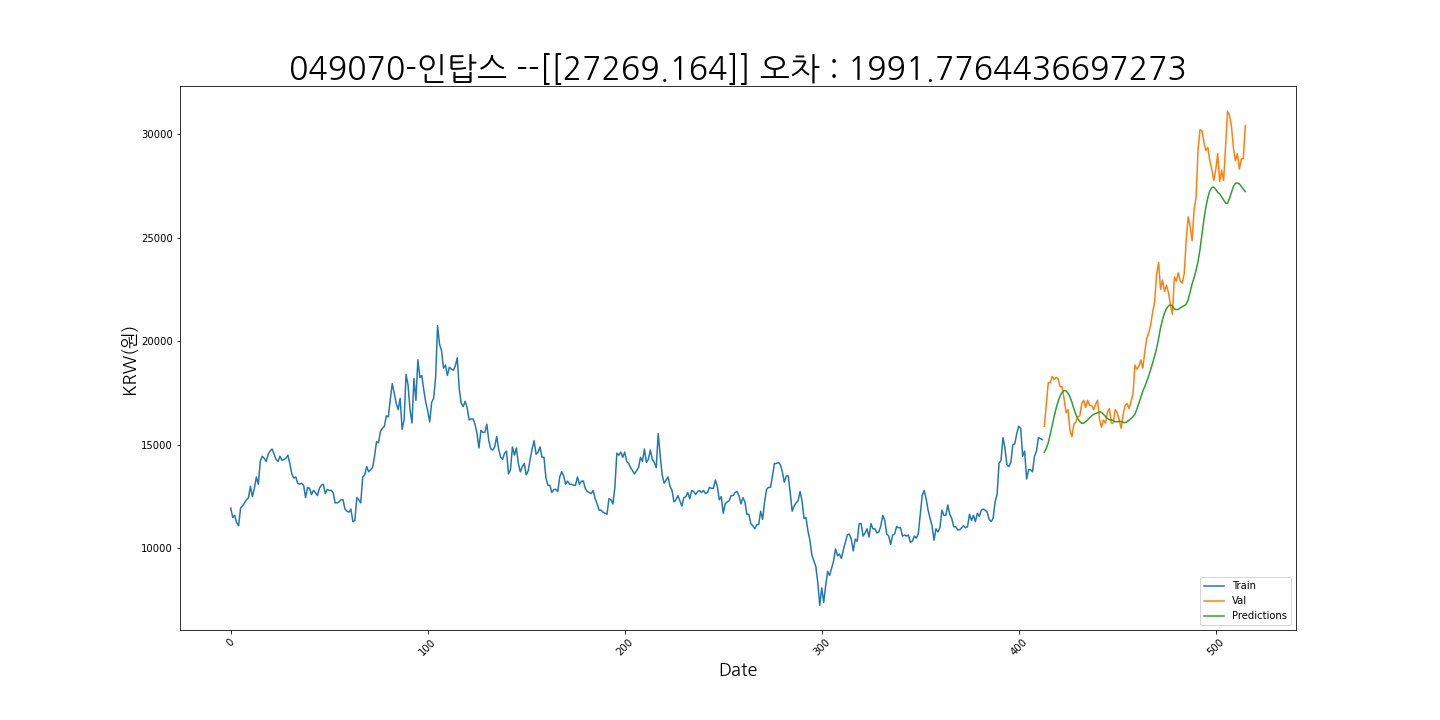 049070-인탑스 --[[27269.164]] 오차 : 1991.7764436697273
KRW(원)
30000
25000
20000
15000
10000
0
100
200
300
400
500
Date
Train
Val
Predictions